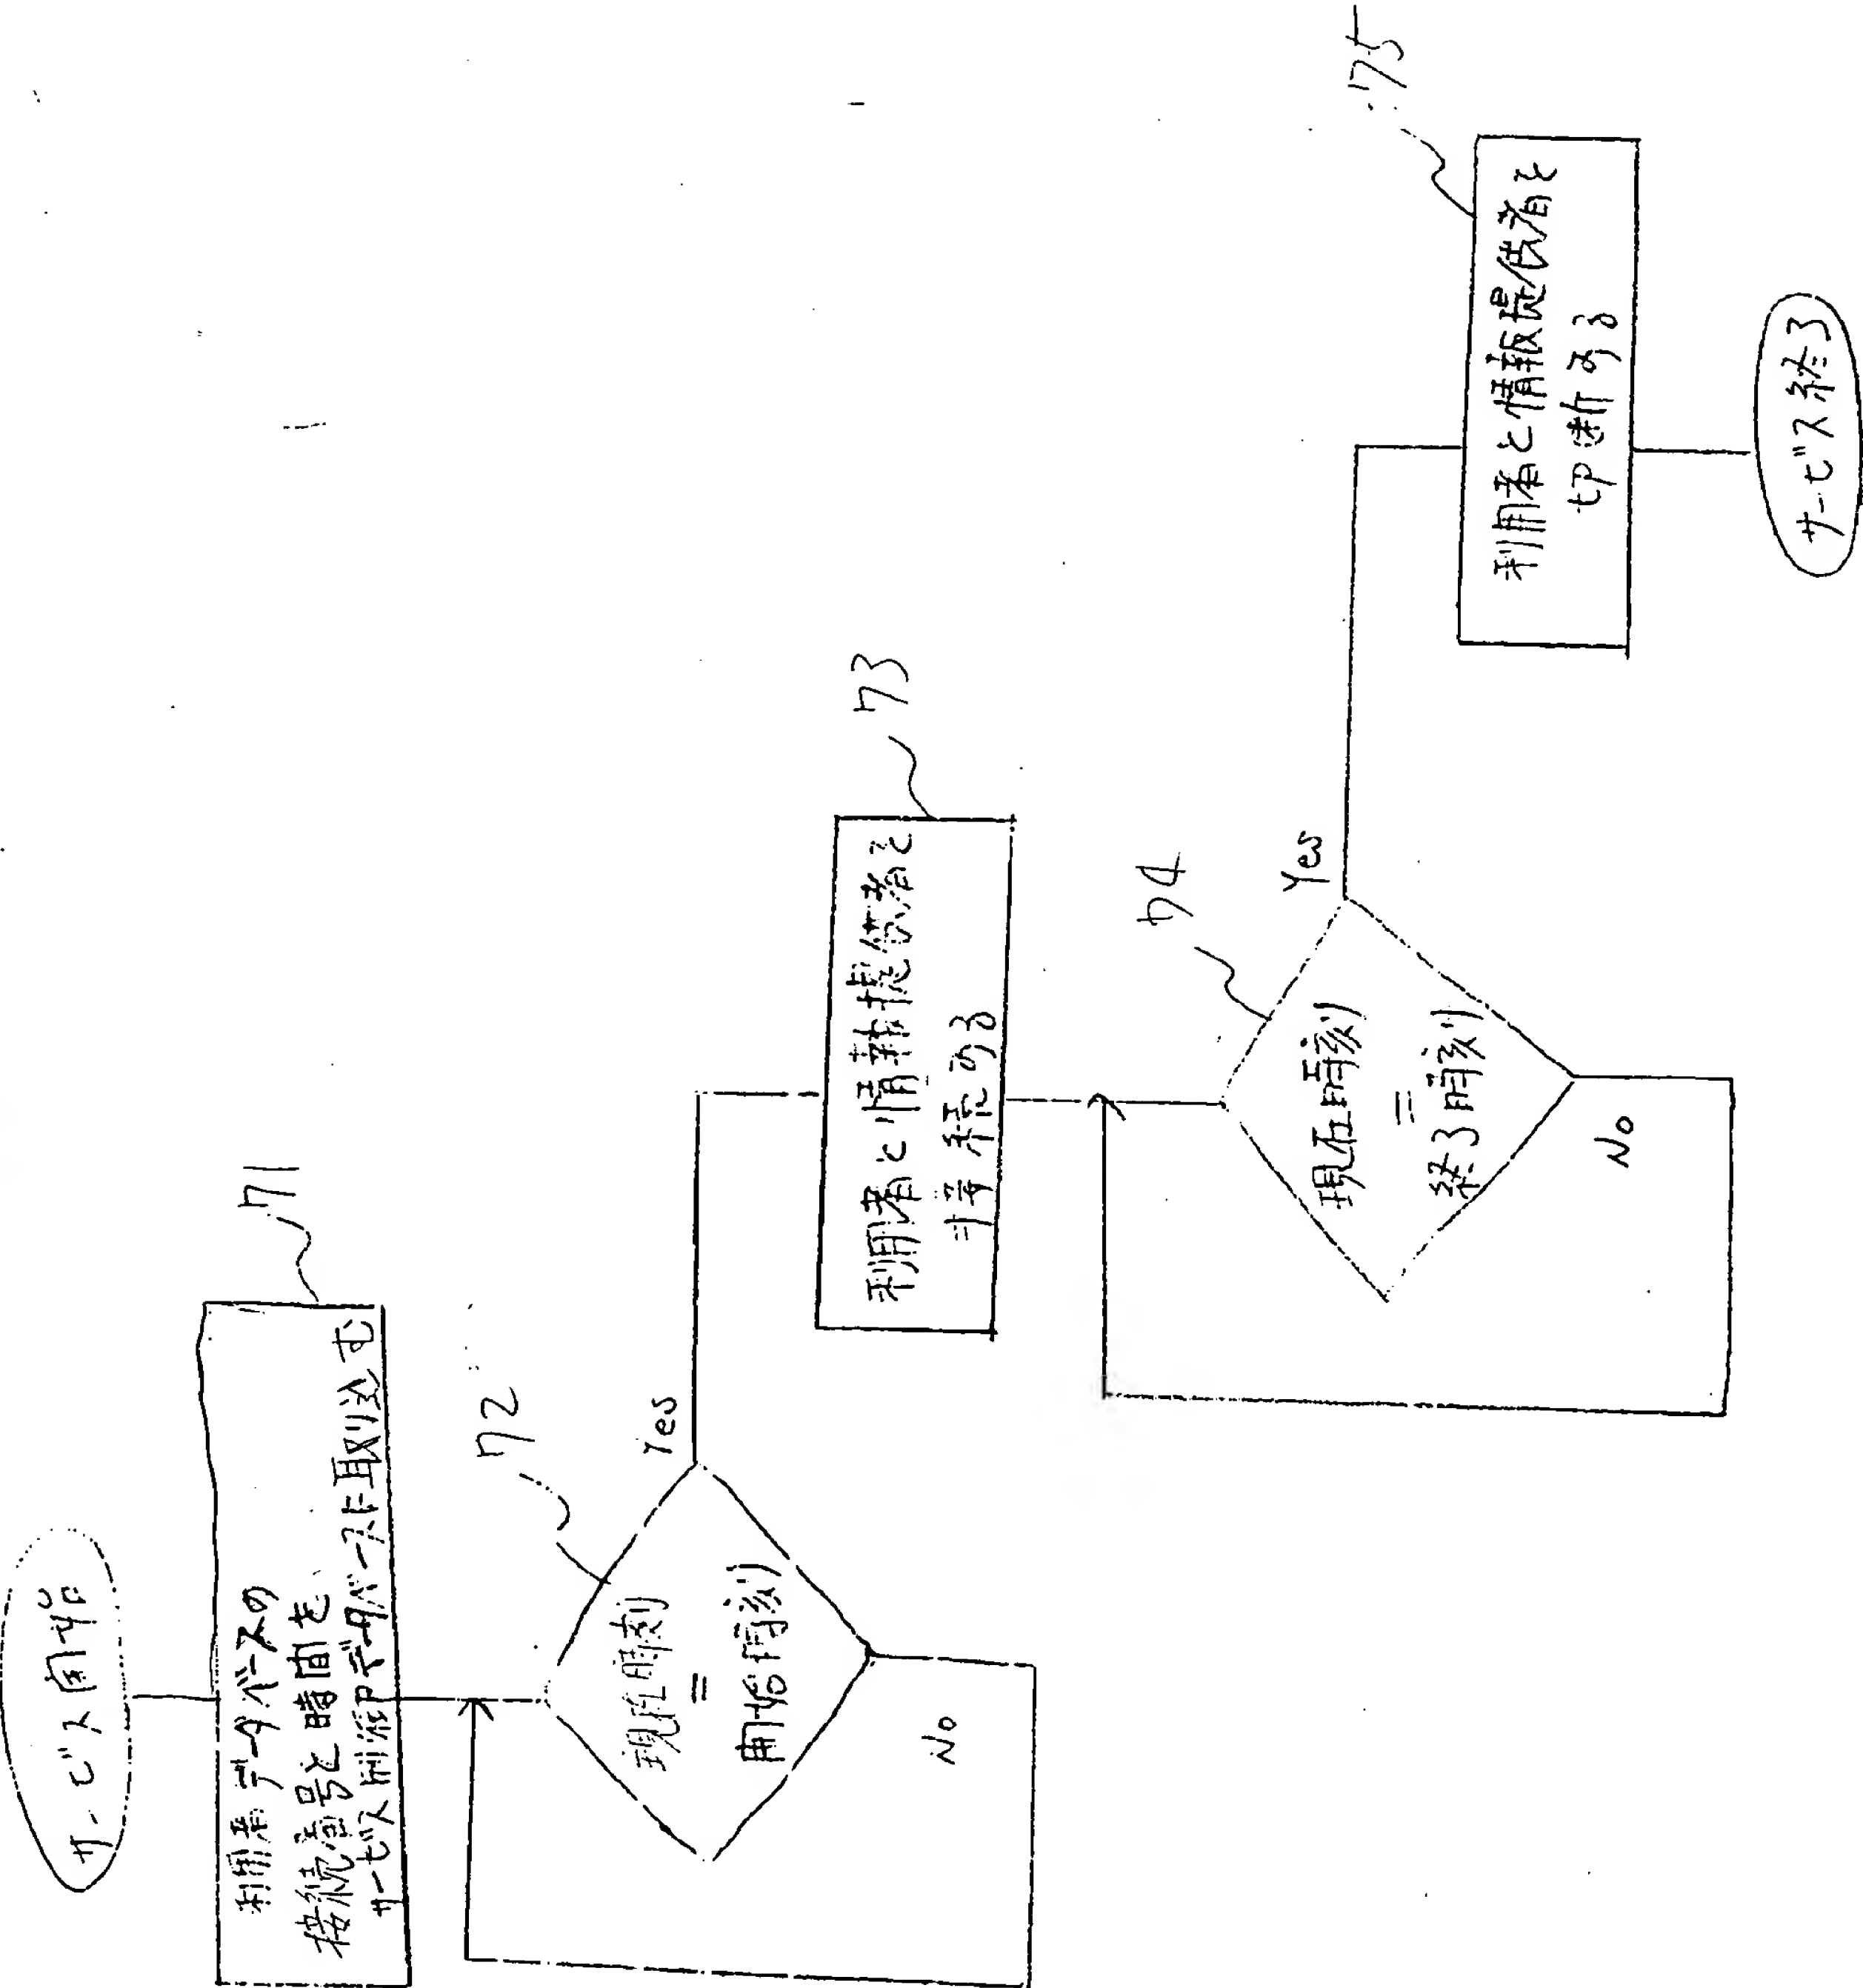 サービス開始
71
利用者データベースの
接続番号と時間を
サービス制御データベースに取り込む
72
現在時刻
=
開始時刻
Yes
No
73
利用者と情報提供者を
接続する
74
現在時刻
=
終了時刻
Yes
No
75
利用者と情報提供者を
切断する
サービス終了